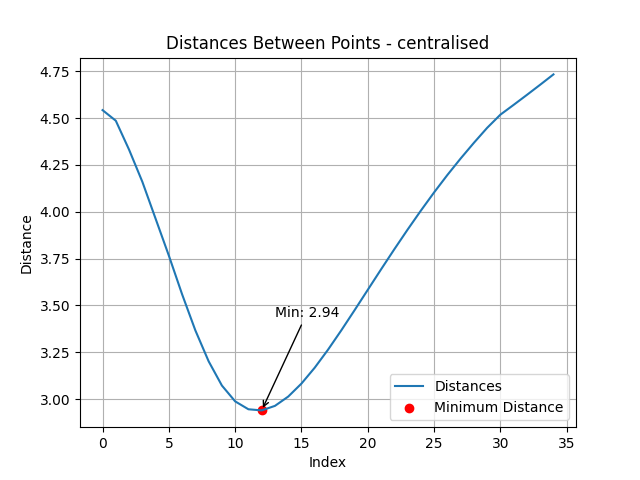 Distances Between Points - centralised
4.75
4.50
4.25
4.00
3.75
3.50
3.25
3.00
Distance
Min: 2.94
Distances
Minimum Distance
0 5 10 15 20 25 30 35
Index